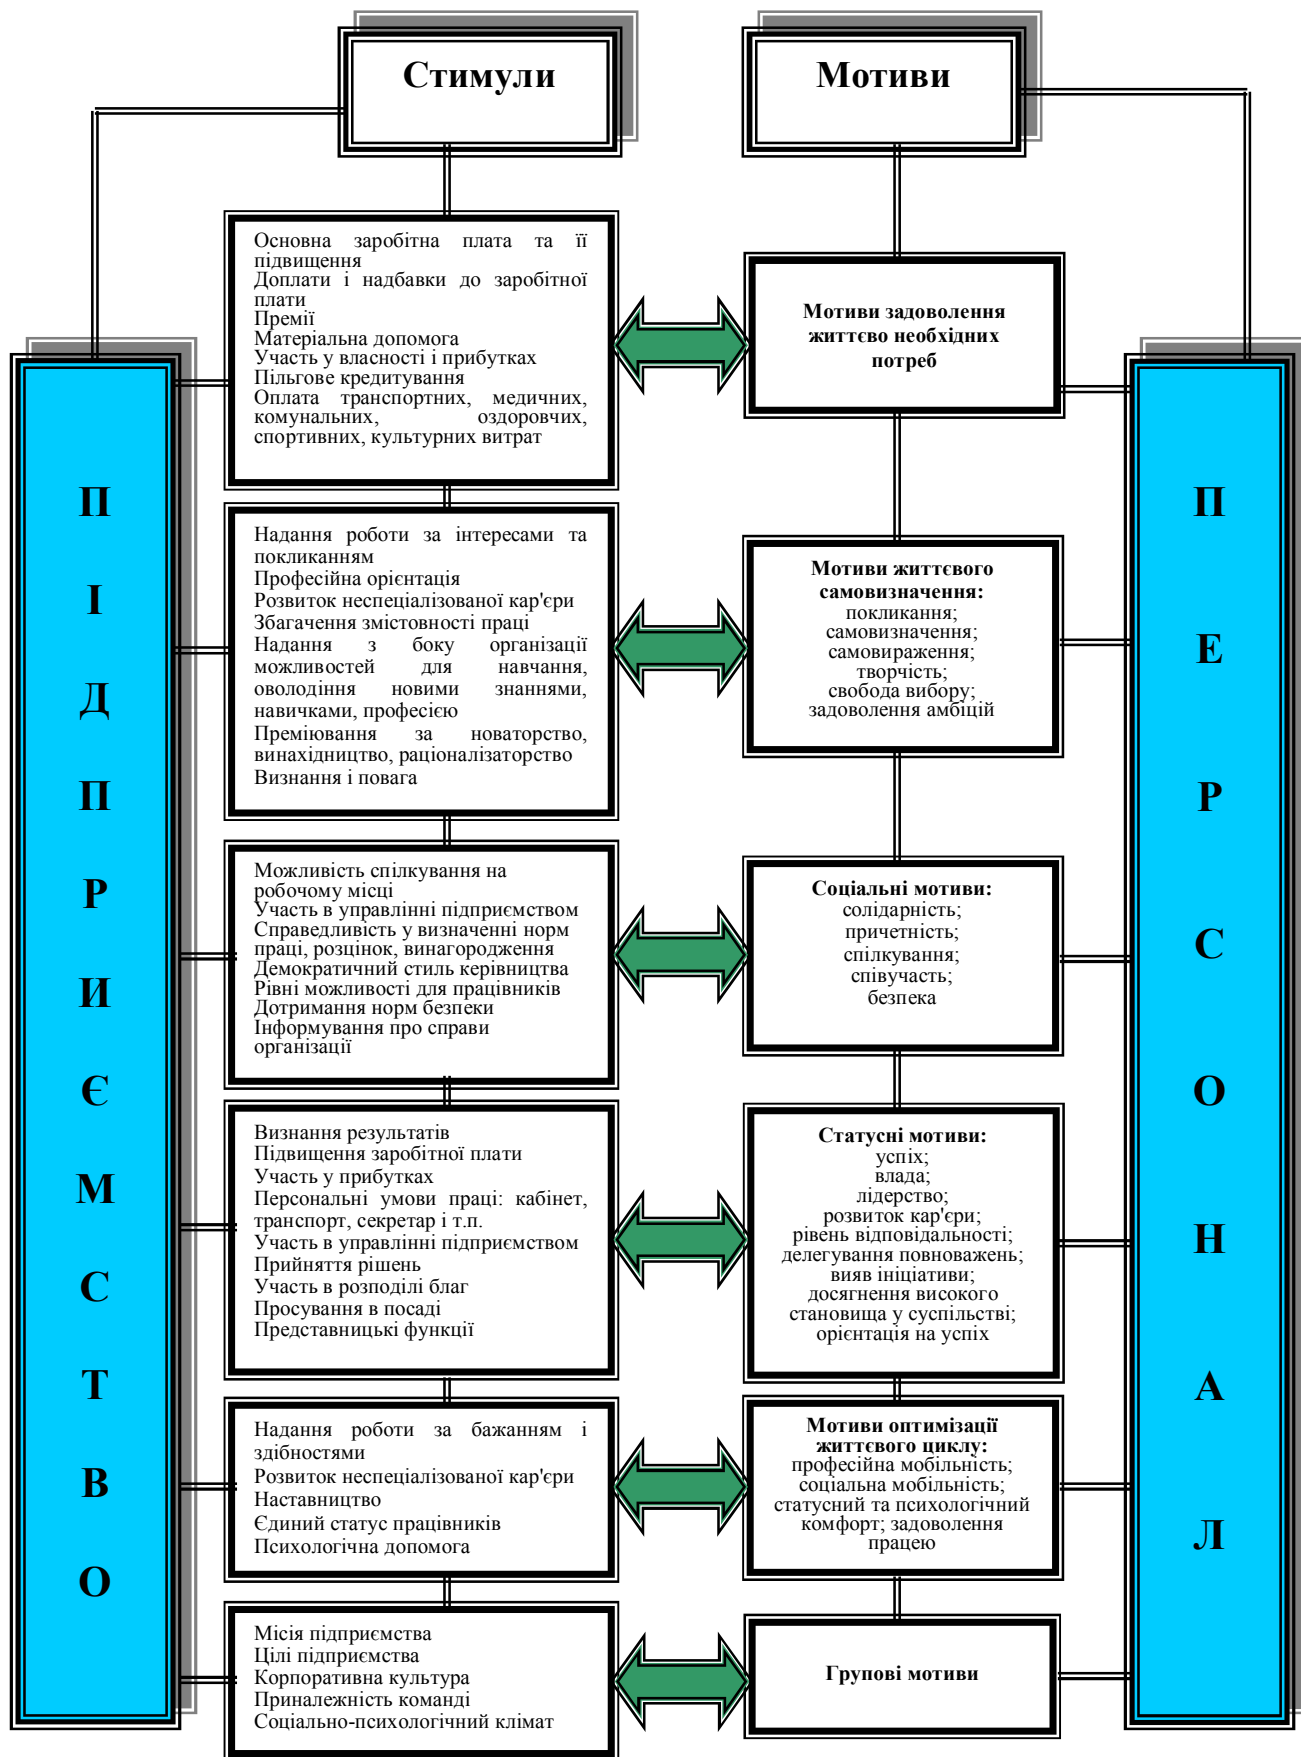 Стимули
Мотиви
ПІДПРИЄМСТВО
Основна заробітна плата та її
підвищення
Доплати і надбавки до заробітної
плати
Премії
Матеріальна допомога
Участь у власності і прибутках
Пільгове кредитування
Оплата транспортних, медичних,
комунальних, оздоровчих,
спортивних, культурних витрат
Мотиви задоволення
життєво необхідних
потреб
Надання роботи за інтересами та
покликанням
Професійна орієнтація
Розвиток неспеціалізованої кар'єри
Збагачення змістовності праці
Надання з боку організації
можливостей для навчання,
оволодіння новими знаннями,
навичками, професією
Преміювання за новаторство,
винахідництво, раціоналізаторство
Визнання і повага
Мотиви життєвого
самовизначення:
покликання;
самовизначення;
самовираження;
творчість;
свобода вибору;
задоволення амбіцій
Можливість спілкування на
робочому місці
Участь в управлінні підприємством
Справедливість у визначенні норм
праці, розцінок, винагородження
Демократичний стиль керівництва
Рівні можливості для працівників
Дотримання норм безпеки
Інформування про справи
організації
Соціальні мотиви:
солідарність;
причетність;
спілкування;
співучасть;
безпека
Визнання результатів
Підвищення заробітної плати
Участь у прибутках
Персональні умови праці: кабінет,
транспорт, секретар і т.п.
Участь в управлінні підприємством
Прийняття рішень
Участь в розподілі благ
Просування в посаді
Представницькі функції
Статусні мотиви:
успіх;
влада;
лідерство;
розвиток кар'єри;
рівень відповідальності;
делегування повноважень;
вияв ініціативи;
досягнення високого
становища у суспільстві;
орієнтація на успіх
Надання роботи за бажанням і
здібностями
Розвиток неспеціалізованої кар'єри
Наставництво
Єдиний статус працівників
Психологічна допомога
Мотиви оптимізації
життєвого циклу:
професійна мобільність;
соціальна мобільність;
статусний та психологічний
комфорт; задоволення
працею
Місія підприємства
Цілі підприємства
Корпоративна культура
Приналежність команді
Соціально-психологічний клімат
Групові мотиви
ПЕРСОНАЛ